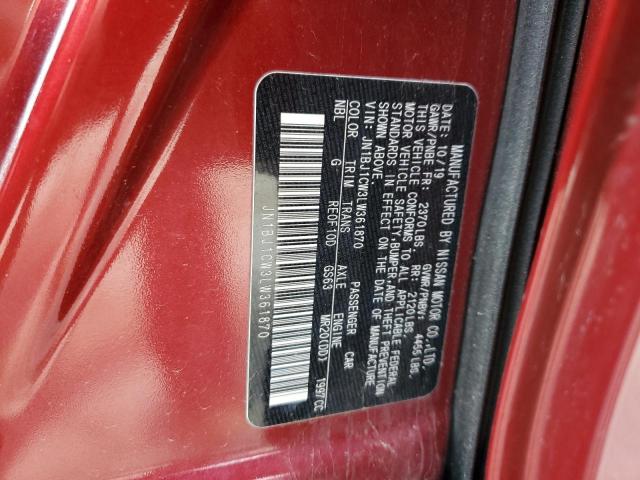 MANUFACTURED BY NISSAN MOTOR CO.,LTD.
DATE: 10/19 GVWR/PNBV: 4455LBS.
GAWR/PNBE FR: 2370LBS. RR: 2120LBS.
THIS VEHICLE CONFORMS TO ALL APPLICABLE FEDERAL
MOTOR VEHICLE SAFETY,BUMPER,AND THEFT PREVENTION
STANDARDS IN EFFECT ON THE DATE OF MANUFACTURE
SHOWN ABOVE.
VIN: JN1BJ1CW3LW361870 PASSENGER CAR
COLOR TRIM TRANS AXLE ENGINE
NBL G RE0F10D GS63 MR20(DD) 1997CC
JN1BJ1CW3LW361870